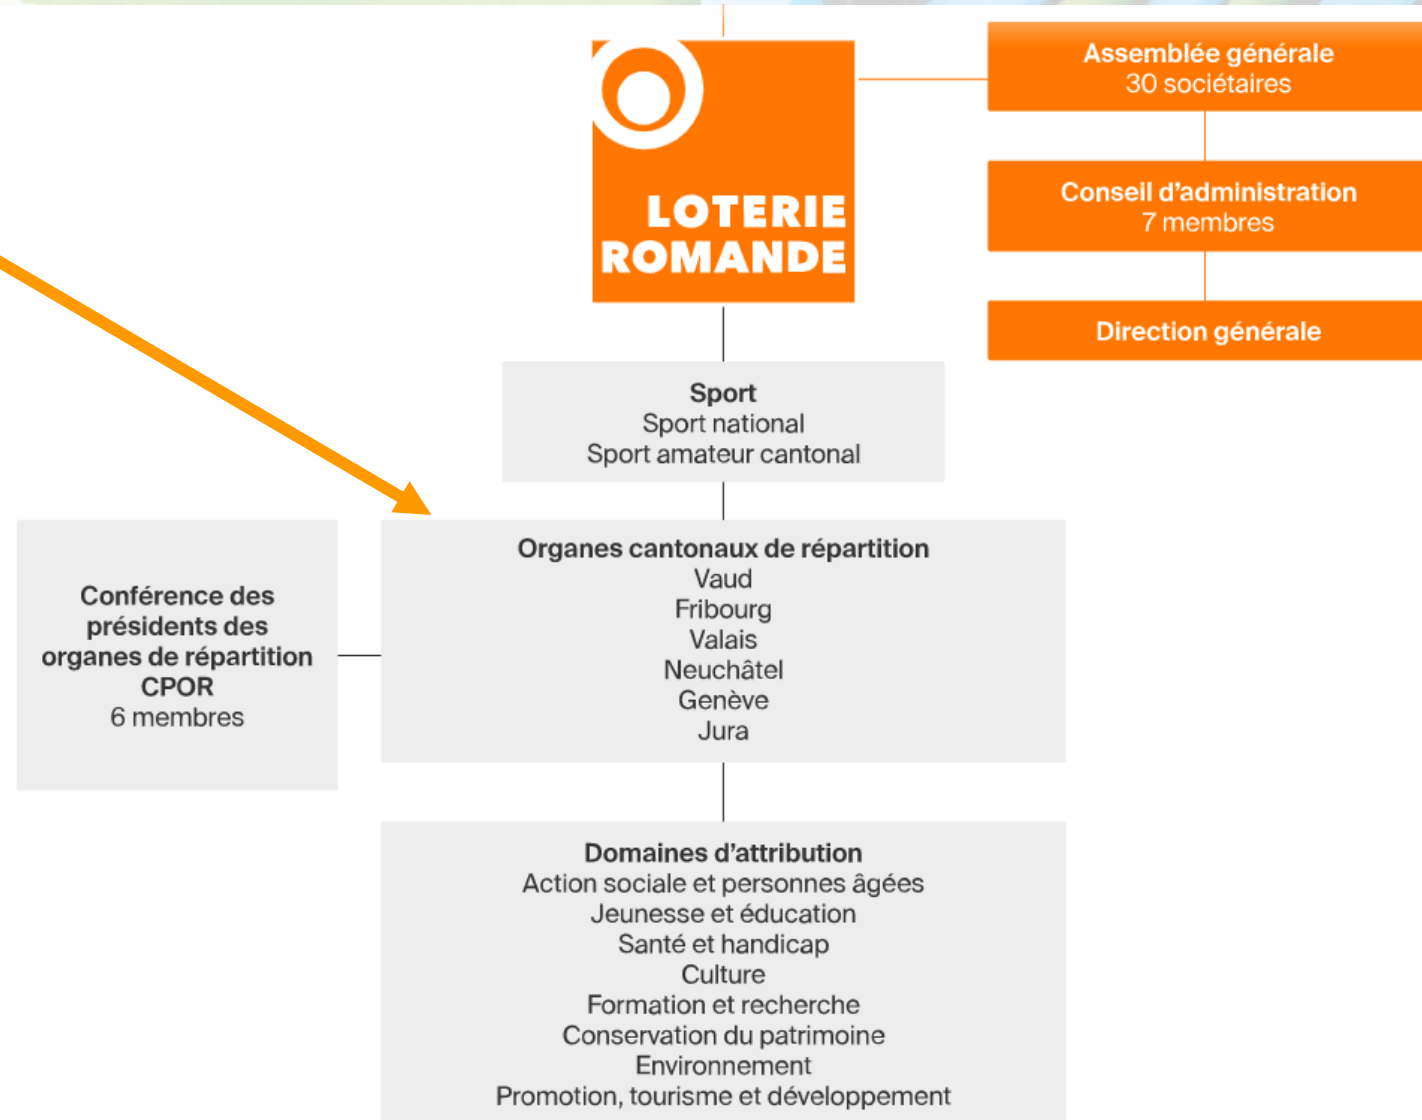 LOTERIE
ROMANDE
Assemblée générale
30 sociétaires
Conseil d'administration
7 membres
Direction générale
Sport
Sport national
Sport amateur cantonal
Conférence des
présidents des
organes de répartition
CPOR
6 membres
Organes cantonaux de répartition
Vaud
Fribourg
Valais
Neuchâtel
Genève
Jura
Domaines d'attribution
Action sociale et personnes âgées
Jeunesse et éducation
Santé et handicap
Culture
Formation et recherche
Conservation du patrimoine
Environnement
Promotion, tourisme et développement